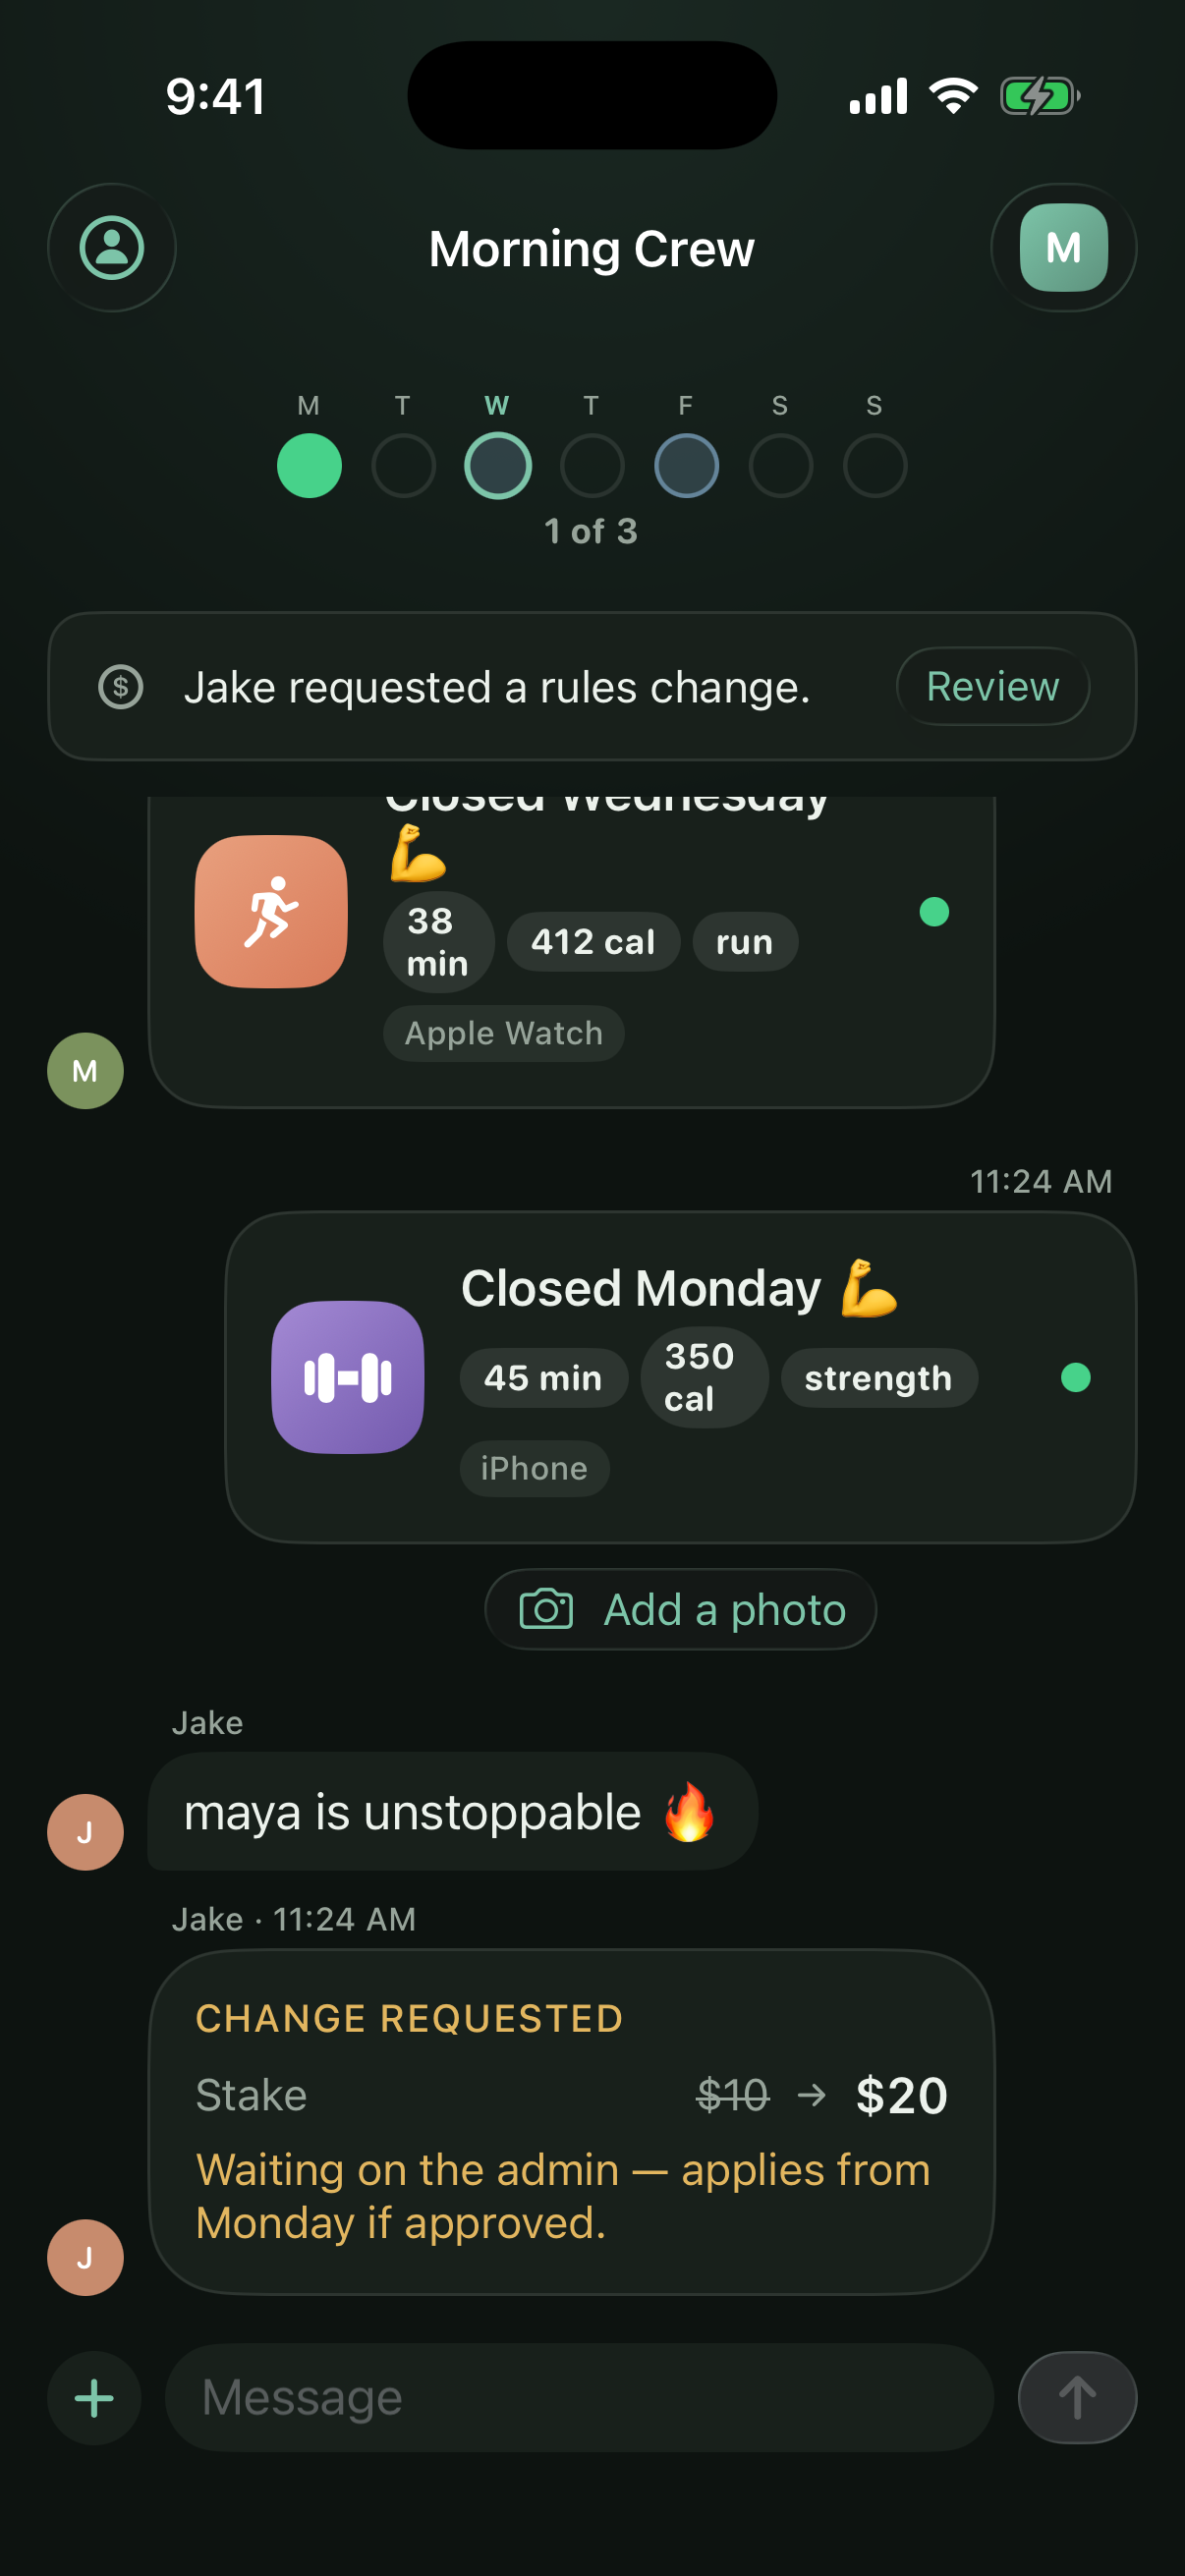 9:41
Morning Crew
M
M T W T F S S
1 of 3
$
Jake requested a rules change.
Review
Closed Wednesday
💪
38
min
412 cal
run
Apple Watch
M
11:24 AM
Closed Monday 💪
45 min
350
cal
strength
iPhone
Add a photo
Jake
maya is unstoppable 🔥
J
Jake · 11:24 AM
CHANGE REQUESTED
Stake
$10 → $20
Waiting on the admin — applies from
Monday if approved.
J
Message